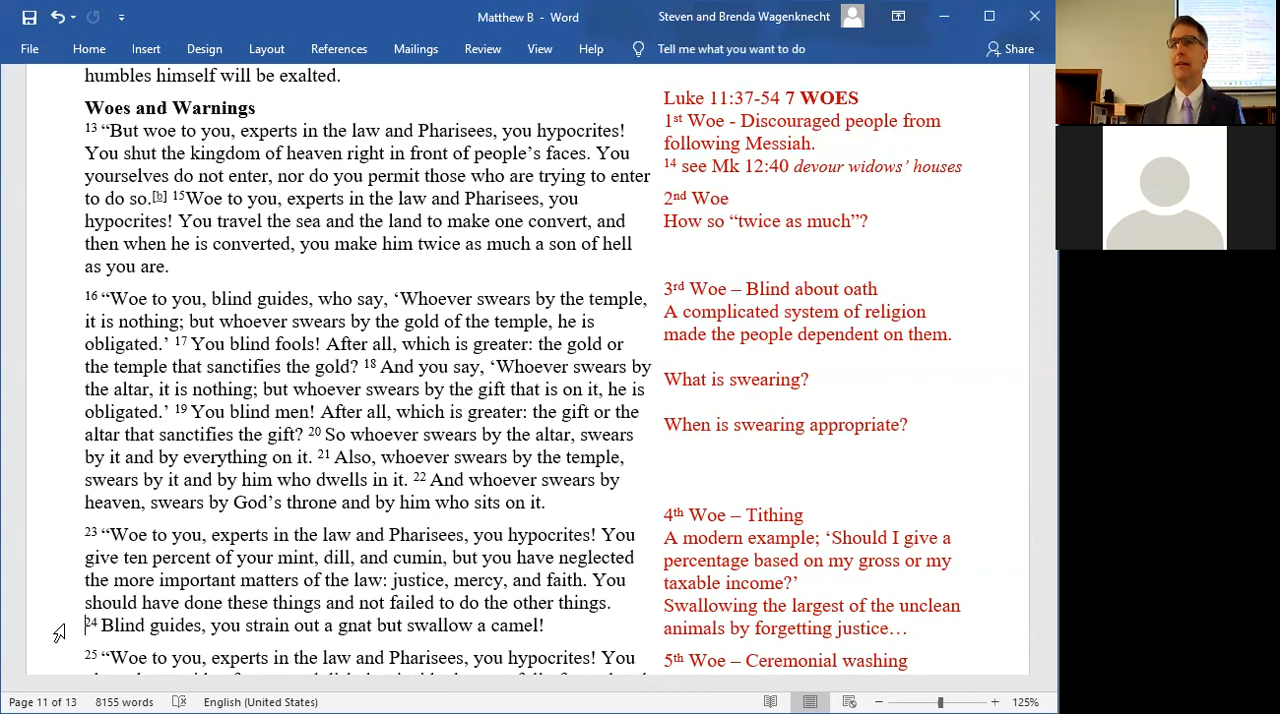 Matthew B - Word
Steven and Brenda Wagenknecht
File Home Insert Design Layout References Mailings Review View Help Tell me what you want to do Share
humbles himself will be exalted.
Woes and Warnings
13 “But woe to you, experts in the law and Pharisees, you hypocrites!
You shut the kingdom of heaven right in front of people’s faces. You
yourselves do not enter, nor do you permit those who are trying to enter
to do so.[b] 15Woe to you, experts in the law and Pharisees, you
hypocrites! You travel the sea and the land to make one convert, and
then when he is converted, you make him twice as much a son of hell
as you are.
16 “Woe to you, blind guides, who say, ‘Whoever swears by the temple,
it is nothing; but whoever swears by the gold of the temple, he is
obligated.’ 17 You blind fools! After all, which is greater: the gold or
the temple that sanctifies the gold? 18 And you say, ‘Whoever swears by
the altar, it is nothing; but whoever swears by the gift that is on it, he is
obligated.’ 19 You blind men! After all, which is greater: the gift or the
altar that sanctifies the gift? 20 So whoever swears by the altar, swears
by it and by everything on it. 21 Also, whoever swears by the temple,
swears by it and by him who dwells in it. 22 And whoever swears by
heaven, swears by God’s throne and by him who sits on it.
23 “Woe to you, experts in the law and Pharisees, you hypocrites! You
give ten percent of your mint, dill, and cumin, but you have neglected
the more important matters of the law: justice, mercy, and faith. You
should have done these things and not failed to do the other things.
24 Blind guides, you strain out a gnat but swallow a camel!
25 “Woe to you, experts in the law and Pharisees, you hypocrites! You
Luke 11:37-54 7 WOES
1st Woe - Discouraged people from
following Messiah.
14 see Mk 12:40 devour widows’ houses
2nd Woe
How so “twice as much”?
3rd Woe – Blind about oath
A complicated system of religion
made the people dependent on them.
What is swearing?
When is swearing appropriate?
4th Woe – Tithing
A modern example; ‘Should I give a
percentage based on my gross or my
taxable income?’
Swallowing the largest of the unclean
animals by forgetting justice…
5th Woe – Ceremonial washing
Page 11 of 13 8155 words English (United States) 125%